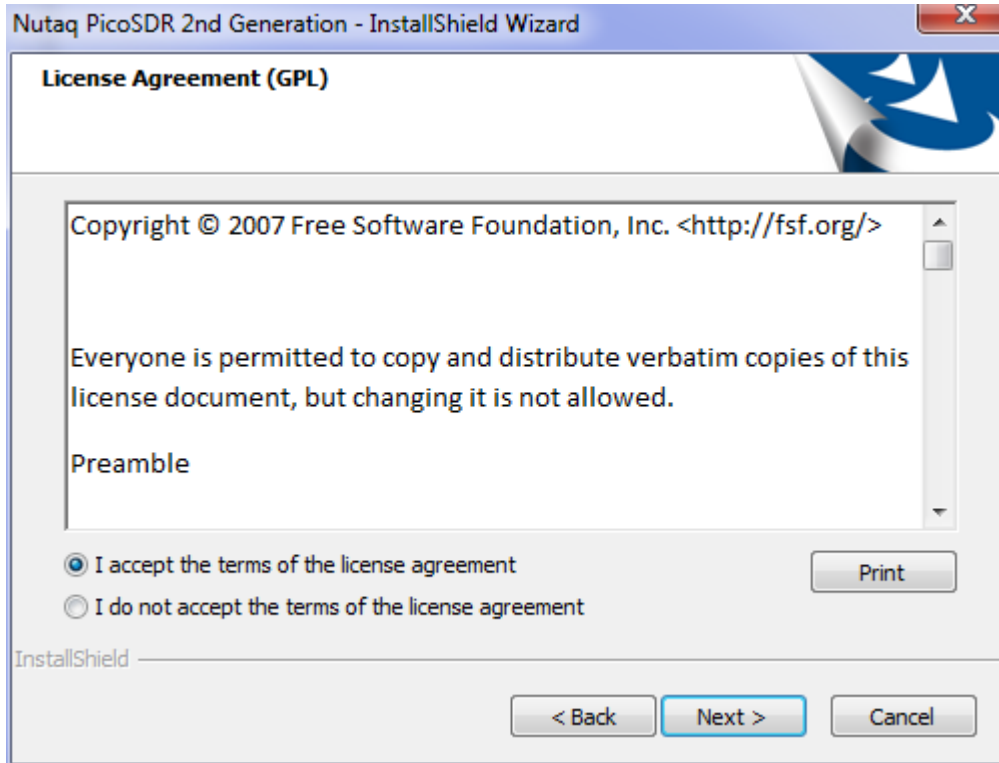 Nutaq PicoSDR 2nd Generation - InstallShield Wizard
License Agreement (GPL)
Copyright © 2007 Free Software Foundation, Inc. <http://fsf.org/>
Everyone is permitted to copy and distribute verbatim copies of this
license document, but changing it is not allowed.
Preamble
I accept the terms of the license agreement
Print
I do not accept the terms of the license agreement
InstallShield
< Back
Next >
Cancel